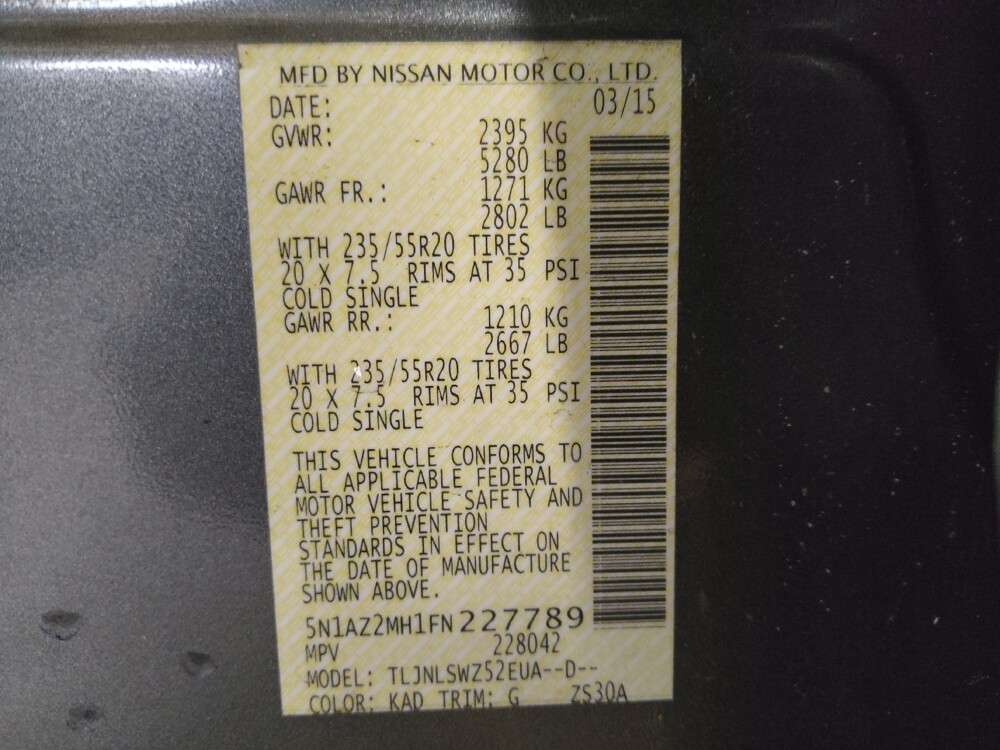 MFD BY NISSAN MOTOR CO., LTD.
DATE: 03/15
GVWR: 2395 KG
5280 LB
GAWR FR.: 1271 KG
2802 LB
WITH 235/55R20 TIRES
20 X 7.5 RIMS AT 35 PSI
COLD SINGLE
GAWR RR.: 1210 KG
2667 LB
WITH 235/55R20 TIRES
20 X 7.5 RIMS AT 35 PSI
COLD SINGLE
THIS VEHICLE CONFORMS TO
ALL APPLICABLE FEDERAL
MOTOR VEHICLE SAFETY AND
THEFT PREVENTION
STANDARDS IN EFFECT ON
THE DATE OF MANUFACTURE
SHOWN ABOVE.
5N1AZ2MH1FN227789
MPV 228042
MODEL: TLJNLSWZ52EUA--D--
COLOR: KAD TRIM: G ZS30A